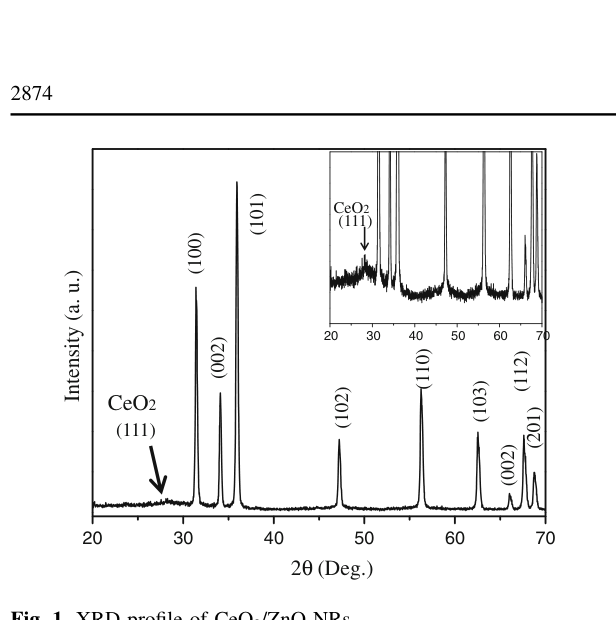 2874
CeO2
(111)
20 30 40 50 60 70
(100)
(002)
(101)
CeO2
(111)
(102)
(110)
(103)
(002)
(112)
(201)
Intensity (a. u.)
20 30 40 50 60 70
2θ (Deg.)
Fig. 1 XRD profile of CeO2/ZnO NRs